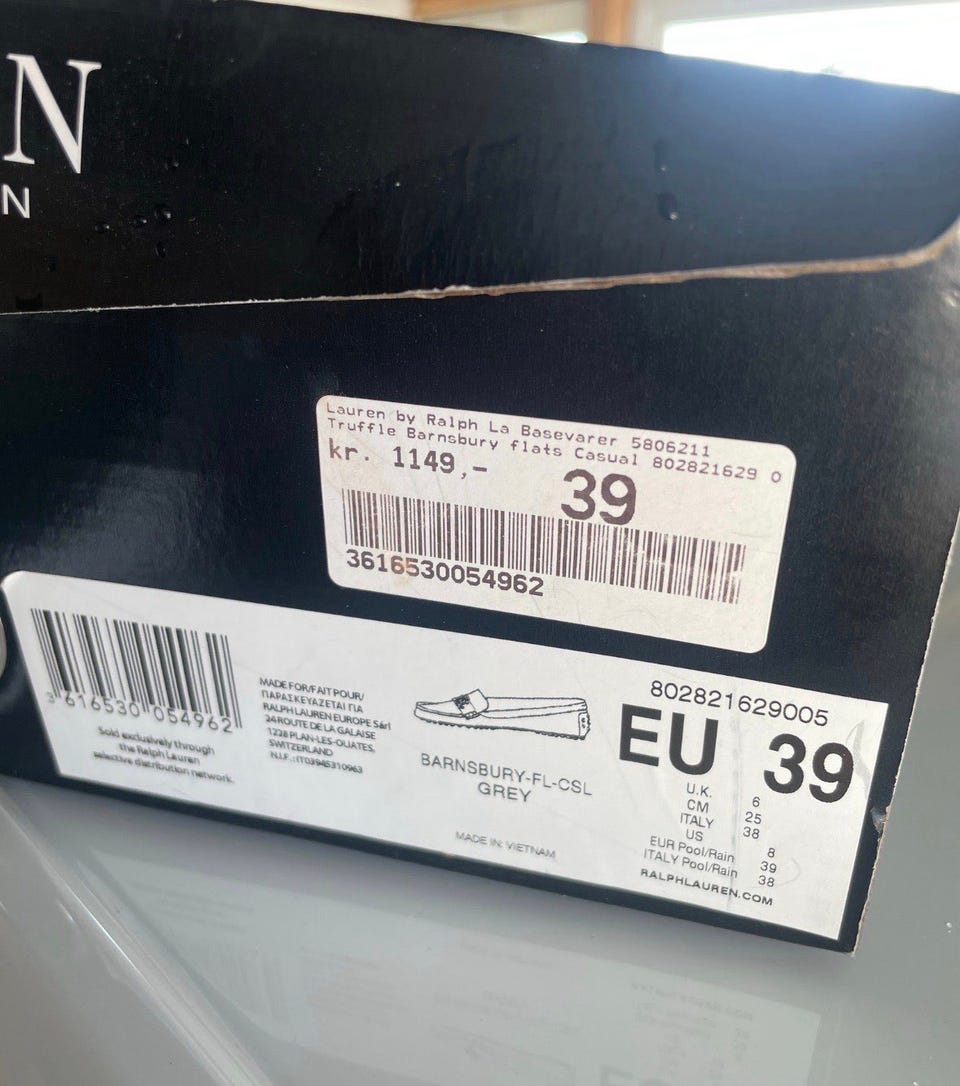 N
N
Lauren by Ralph La Basevarer 5806211
Truffle Barnsbury flats Casual 802821629 0
kr. 1149,-
39
3616530054962
3 616530 054962
Sold exclusively through
the Ralph Lauren
selective distribution network.
MADE FOR/FAIT POUR/
ΠΑΡΑΣΚΕΥΑΖΕΤΑΙ ΓΙΑ
RALPH LAUREN EUROPE Sàrl
24 ROUTE DE LA GALAISE
1228 PLAN-LES-OUATES,
SWITZERLAND
N.I.F.:IT03945310963
BARNSBURY-FL-CSL
GREY
MADE IN: VIETNAM
802821629005
EU 39
U.K. 6
CM 25
ITALY 38
US 8
EUR Pool/Rain 39
ITALY Pool/Rain 38
RALPHLAUREN.COM